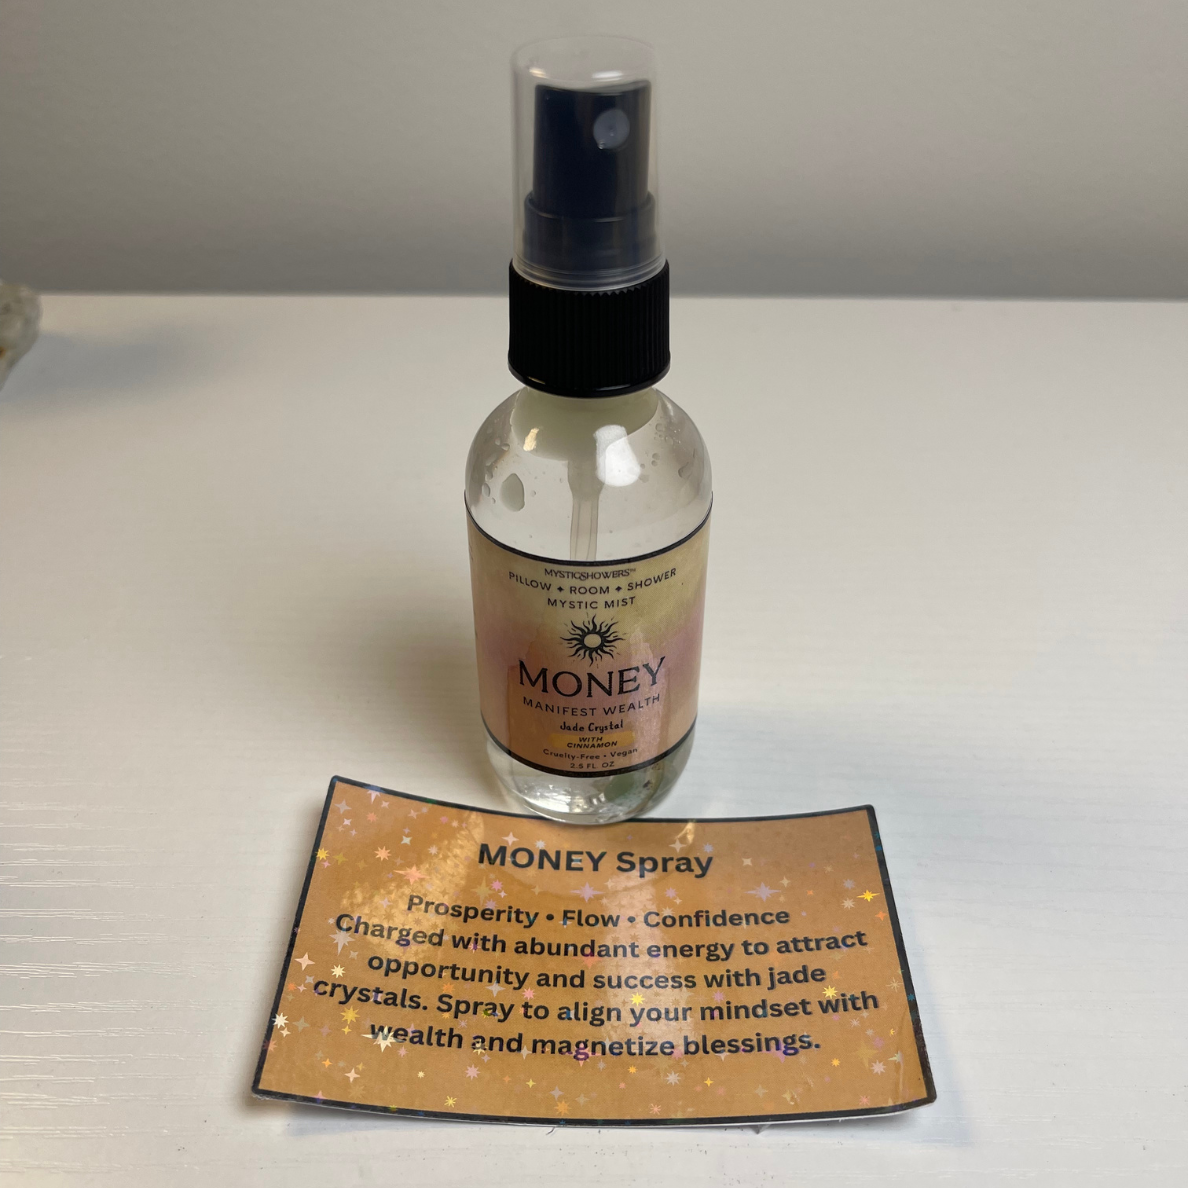 MYSTICSHOWERS™
PILLOW ✦ ROOM ✦ SHOWER
MYSTIC MIST
MONEY
MANIFEST WEALTH
Jade Crystal
WITH
CINNAMON
Cruelty-Free • Vegan
2.5 FL OZ
MONEY Spray
Prosperity • Flow • Confidence
Charged with abundant energy to attract
opportunity and success with jade
crystals. Spray to align your mindset with
wealth and magnetize blessings.